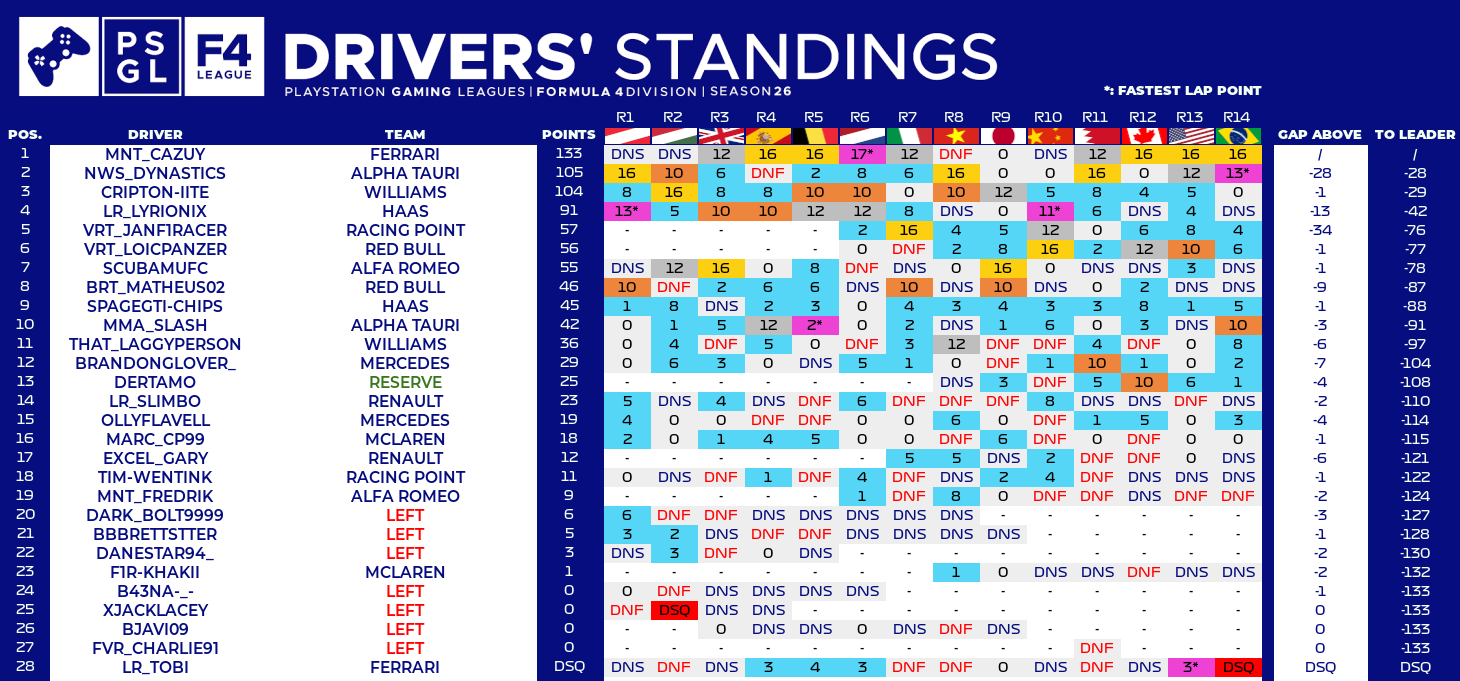 PS
GL
F4
LEAGUE
DRIVERS' STANDINGS
PLAYSTATION GAMING LEAGUES | FORMULA 4 DIVISION | SEASON 26
*: FASTEST LAP POINT
R1 R2 R3 R4 R5 R6 R7 R8 R9 R10 R11 R12 R13 R14
POS. DRIVER TEAM POINTS GAP ABOVE TO LEADER
1 MNT_CAZUY FERRARI 133 DNS DNS 12 16 16 17* 12 DNF 0 DNS 12 16 16 16 / /
2 NWS_DYNASTICS ALPHA TAURI 105 16 10 6 DNF 2 8 6 16 0 0 16 0 12 13* -28 -28
3 CRIPTON-IITE WILLIAMS 104 8 16 8 8 10 10 0 10 12 5 8 4 5 0 -1 -29
4 LR_LYRIONIX HAAS 91 13* 5 10 10 12 12 8 DNS 0 11* 6 DNS 4 DNS -13 -42
5 VRT_JANF1RACER RACING POINT 57 - - - - - 2 16 4 5 12 0 6 8 4 -34 -76
6 VRT_LOICPANZER RED BULL 56 - - - - - 0 DNF 2 8 16 2 12 10 6 -1 -77
7 SCUBAMUFC ALFA ROMEO 55 DNS 12 16 0 8 DNF DNS 0 16 0 DNS DNS 3 DNS -1 -78
8 BRT_MATHEUS02 RED BULL 46 10 DNF 2 6 6 DNS 10 DNS 10 DNS 0 2 DNS DNS -9 -87
9 SPAGEGTI-CHIPS HAAS 45 1 8 DNS 2 3 0 4 3 4 3 3 8 1 5 -1 -88
10 MMA_SLASH ALPHA TAURI 42 0 1 5 12 2* 0 2 DNS 1 6 0 3 DNS 10 -3 -91
11 THAT_LAGGYPERSON WILLIAMS 36 0 4 DNF 5 0 DNF 3 12 DNF DNF 4 DNF 0 8 -6 -97
12 BRANDONGLOVER_ MERCEDES 29 0 6 3 0 DNS 5 1 0 DNF 1 10 1 0 2 -7 -104
13 DERTAMO RESERVE 25 - - - - - - - DNS 3 DNF 5 10 6 1 -4 -108
14 LR_SLIMBO RENAULT 23 5 DNS 4 DNS DNF 6 DNF DNF DNF 8 DNS DNS DNF DNS -2 -110
15 OLLYFLAVELL MERCEDES 19 4 0 0 DNF DNF 0 0 6 0 DNF 1 5 0 3 -4 -114
16 MARC_CP99 MCLAREN 18 2 0 1 4 5 0 0 DNF 6 DNF 0 DNF 0 0 -1 -115
17 EXCEL_GARY RENAULT 12 - - - - - - 5 5 DNS 2 DNF DNF 0 DNS -6 -121
18 TIM-WENTINK RACING POINT 11 0 DNS DNF 1 DNF 4 DNF DNS 2 4 DNF DNS DNS DNS -1 -122
19 MNT_FREDRIK ALFA ROMEO 9 - - - - - 1 DNF 8 0 DNF DNF DNS DNF DNF -2 -124
20 DARK_BOLT9999 LEFT 6 6 DNF DNF DNS DNS DNS DNS DNS - - - - - - -3 -127
21 BBBRETTSTTER LEFT 5 3 2 DNS DNF DNF DNS DNS DNS DNS - - - - - -1 -128
22 DANESTAR94_ LEFT 3 DNS 3 DNF 0 DNS - - - - - - - - - -2 -130
23 F1R-KHAKII MCLAREN 1 - - - - - - - 1 0 DNS DNS DNF DNS DNS -2 -132
24 B43NA-_- LEFT 0 0 DNF DNS DNS DNS DNS - - - - - - - - -1 -133
25 XJACKLACEY LEFT 0 DNF DSQ DNS DNS - - - - - - - - - - 0 -133
26 BJAVI09 LEFT 0 - - 0 DNS DNS 0 DNS DNF DNS - - - - - 0 -133
27 FVR_CHARLIE91 LEFT 0 - - - - - - - - - - DNF - - - 0 -133
28 LR_TOBI FERRARI DSQ DNS DNF DNS 3 4 3 DNF DNF 0 DNS DNF DNS 3* DSQ DSQ DSQ